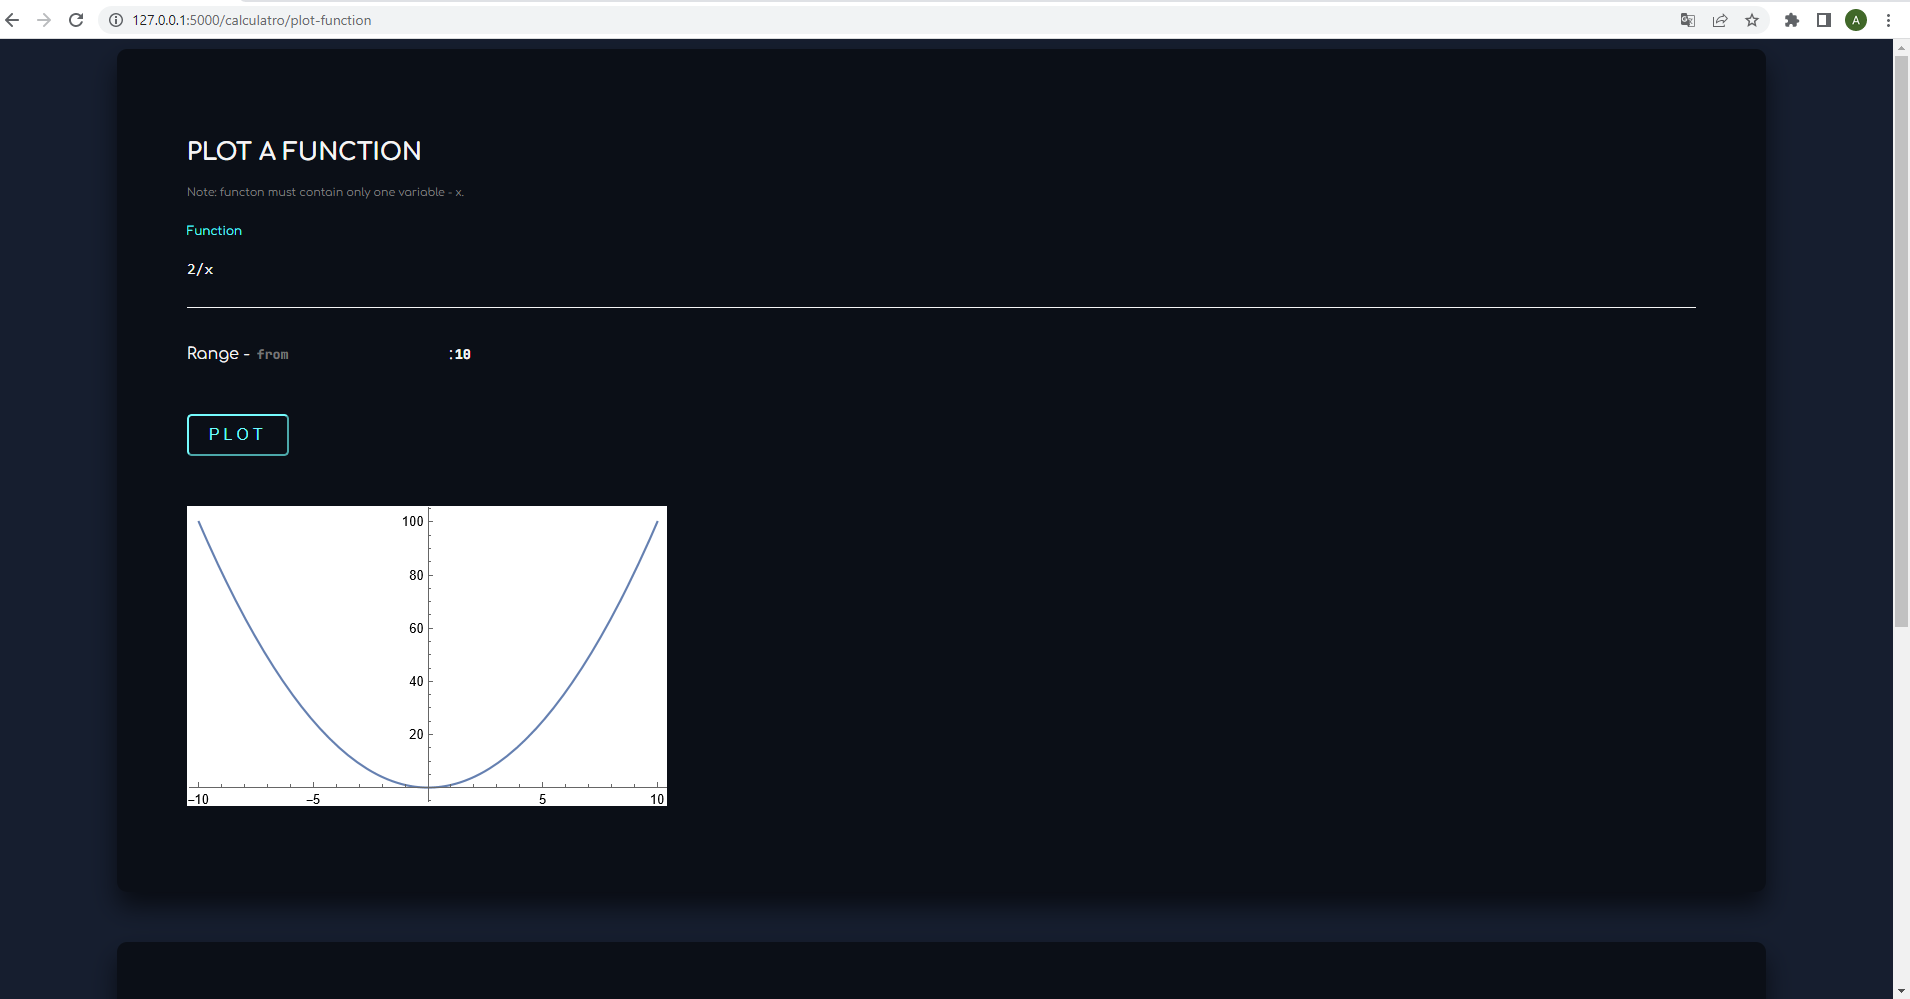 127.0.0.1:5000/calculatro/plot-function
A
PLOT A FUNCTION
Note: functon must contain only one variable - x.
Function
2/x
Range - from :10
PLOT
100
80
60
40
20
−10 −5 5 10